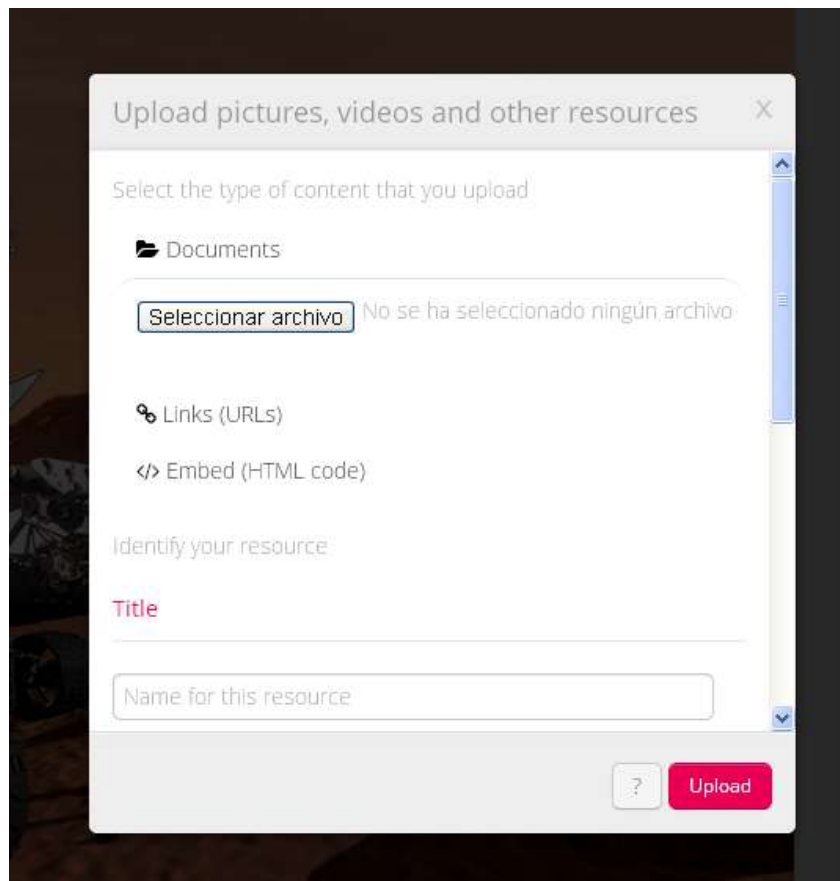 Upload pictures, videos and other resources X
Select the type of content that you upload
Documents
Seleccionar archivo No se ha seleccionado ningún archivo
Links (URLs)
</> Embed (HTML code)
Identify your resource
Title
Name for this resource
? Upload